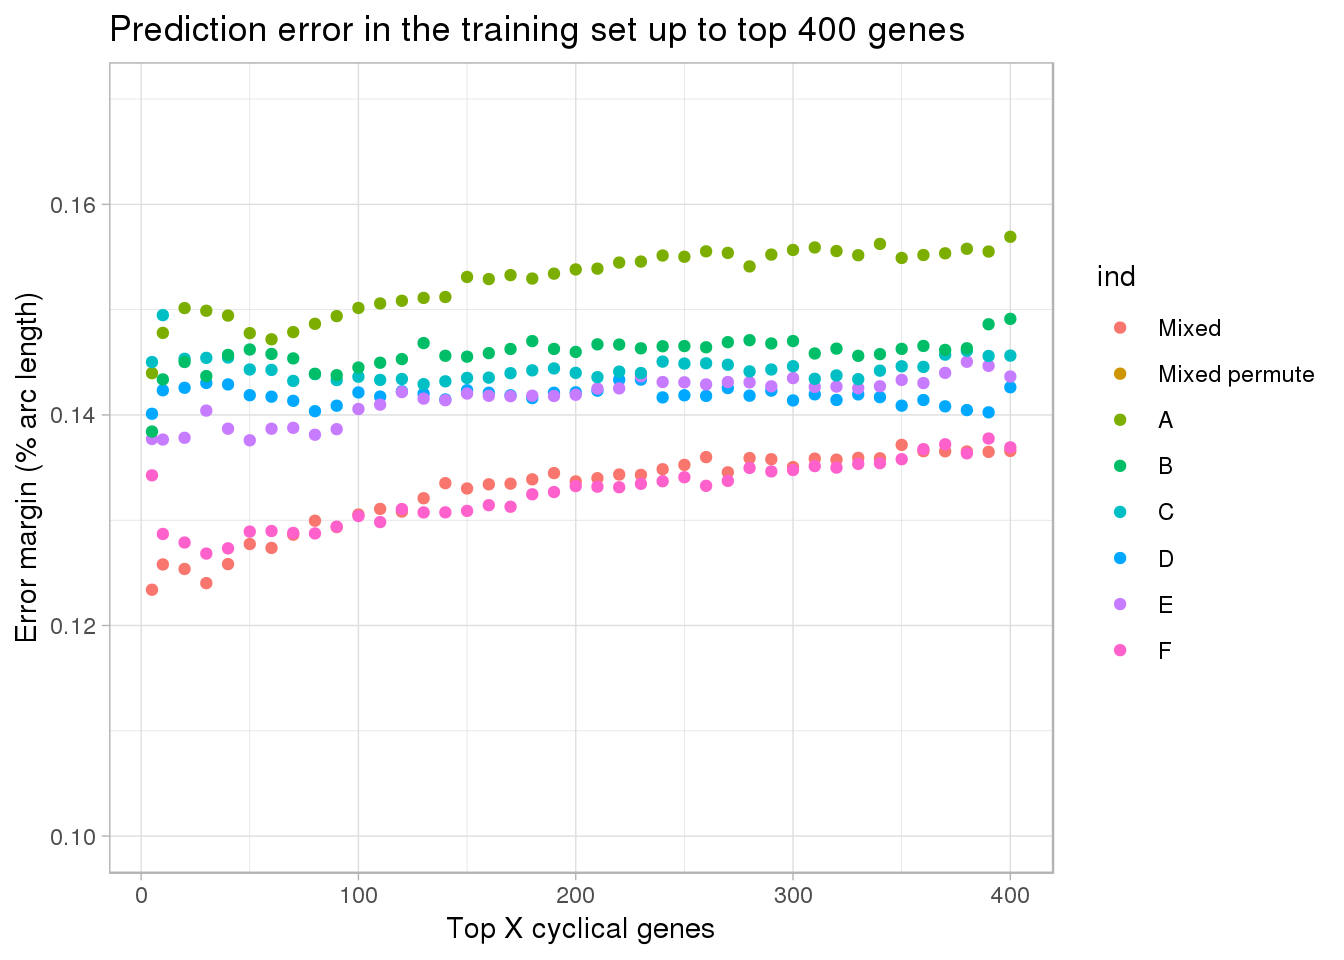 Prediction error in the training set up to top 400 genes
Error margin (% arc length)
0.16
0.14
0.12
0.10
0
100
200
300
400
Top X cyclical genes
ind
Mixed
Mixed permute
A
B
C
D
E
F